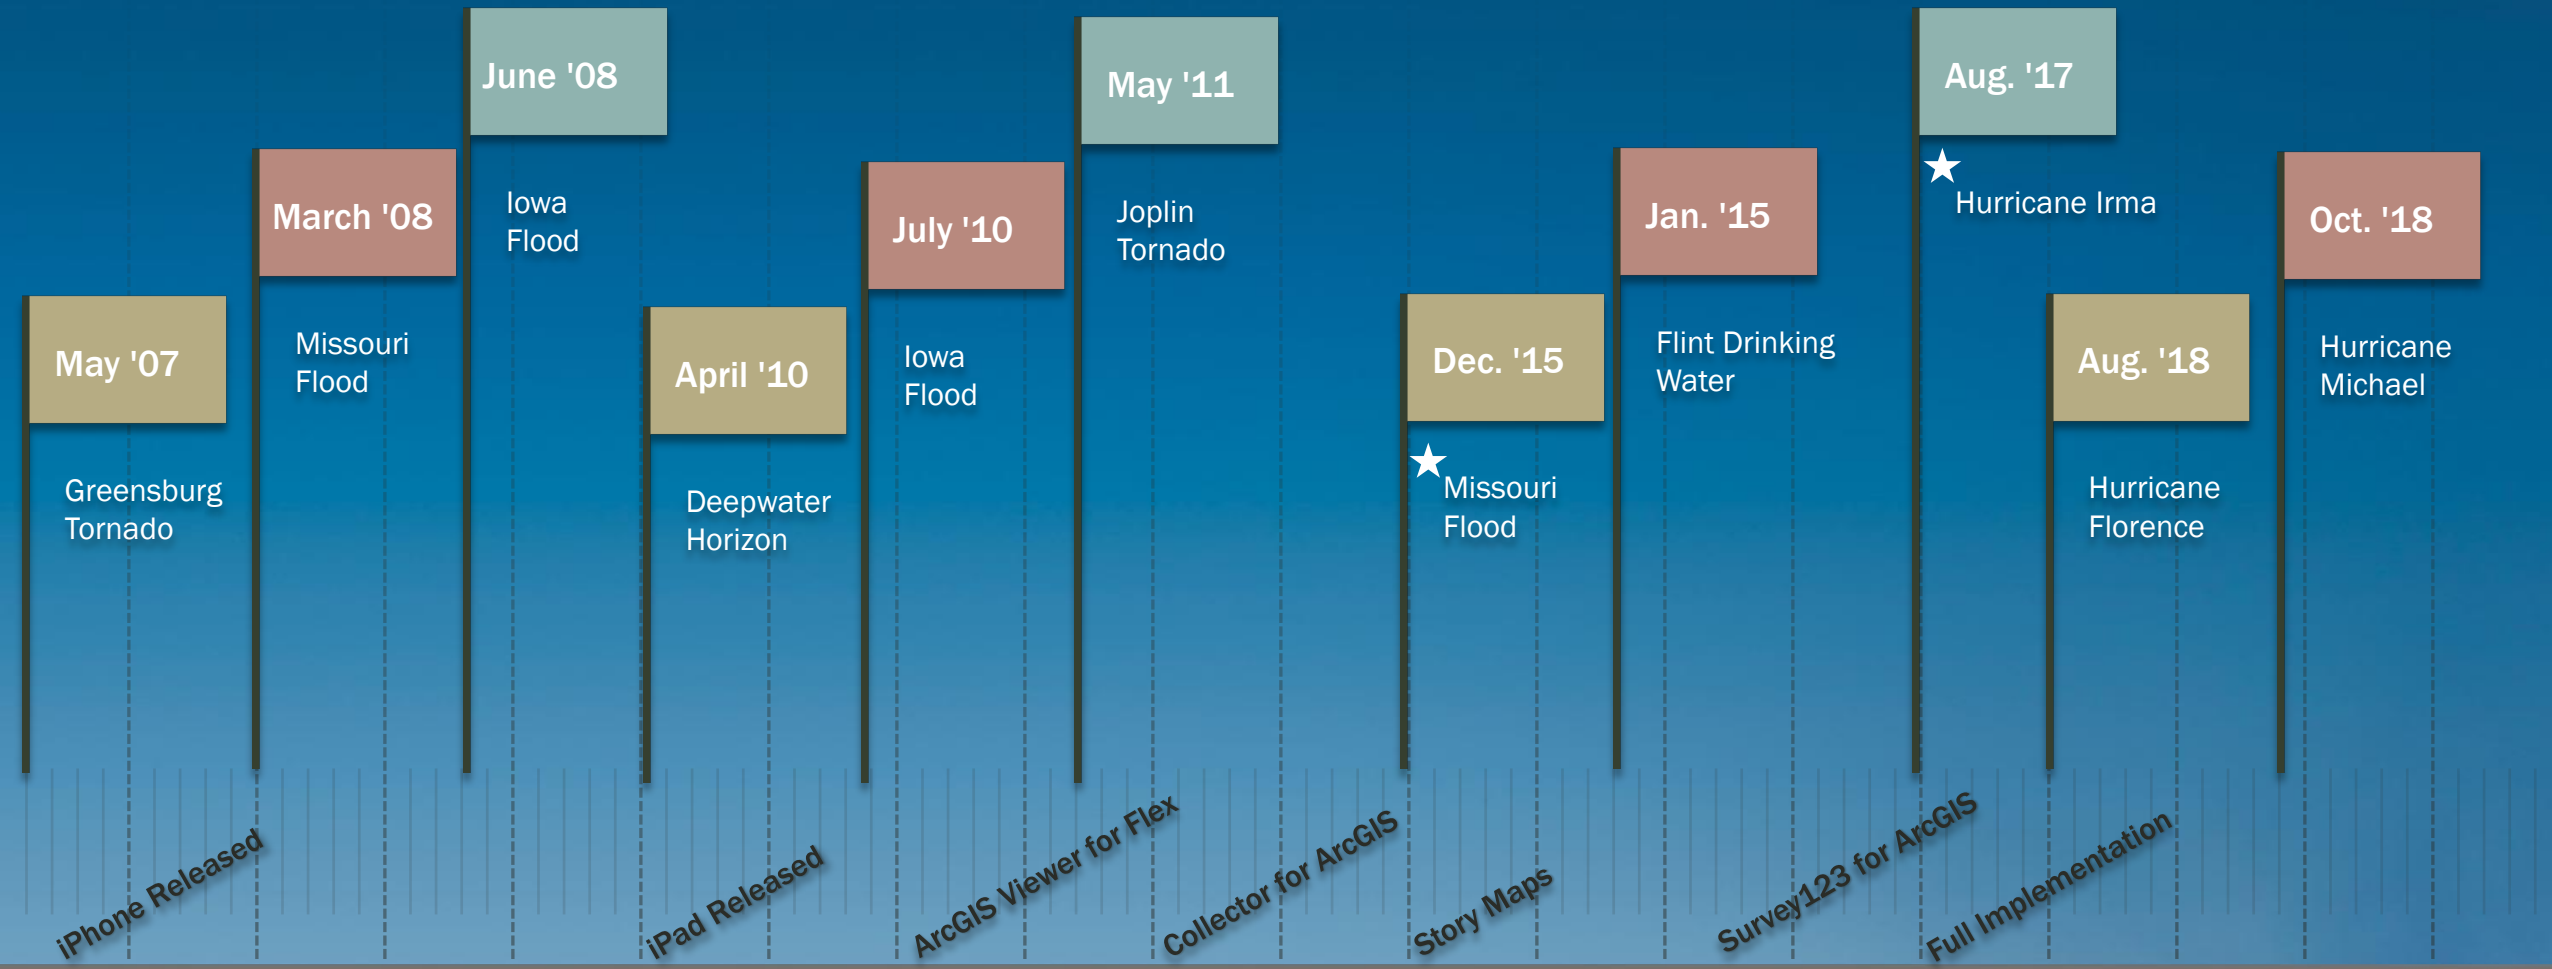 May '07
Greensburg
Tornado
March '08
Missouri
Flood
June '08
Iowa
Flood
April '10
Deepwater
Horizon
July '10
Iowa
Flood
May '11
Joplin
Tornado
Dec. '15
Missouri
Flood
Jan. '15
Flint Drinking
Water
Aug. '17
Hurricane Irma
Aug. '18
Hurricane
Florence
Oct. '18
Hurricane
Michael
iPhone Released
iPad Released
ArcGIS Viewer for Flex
Collector for ArcGIS
Story Maps
Survey123 for ArcGIS
Full Implementation